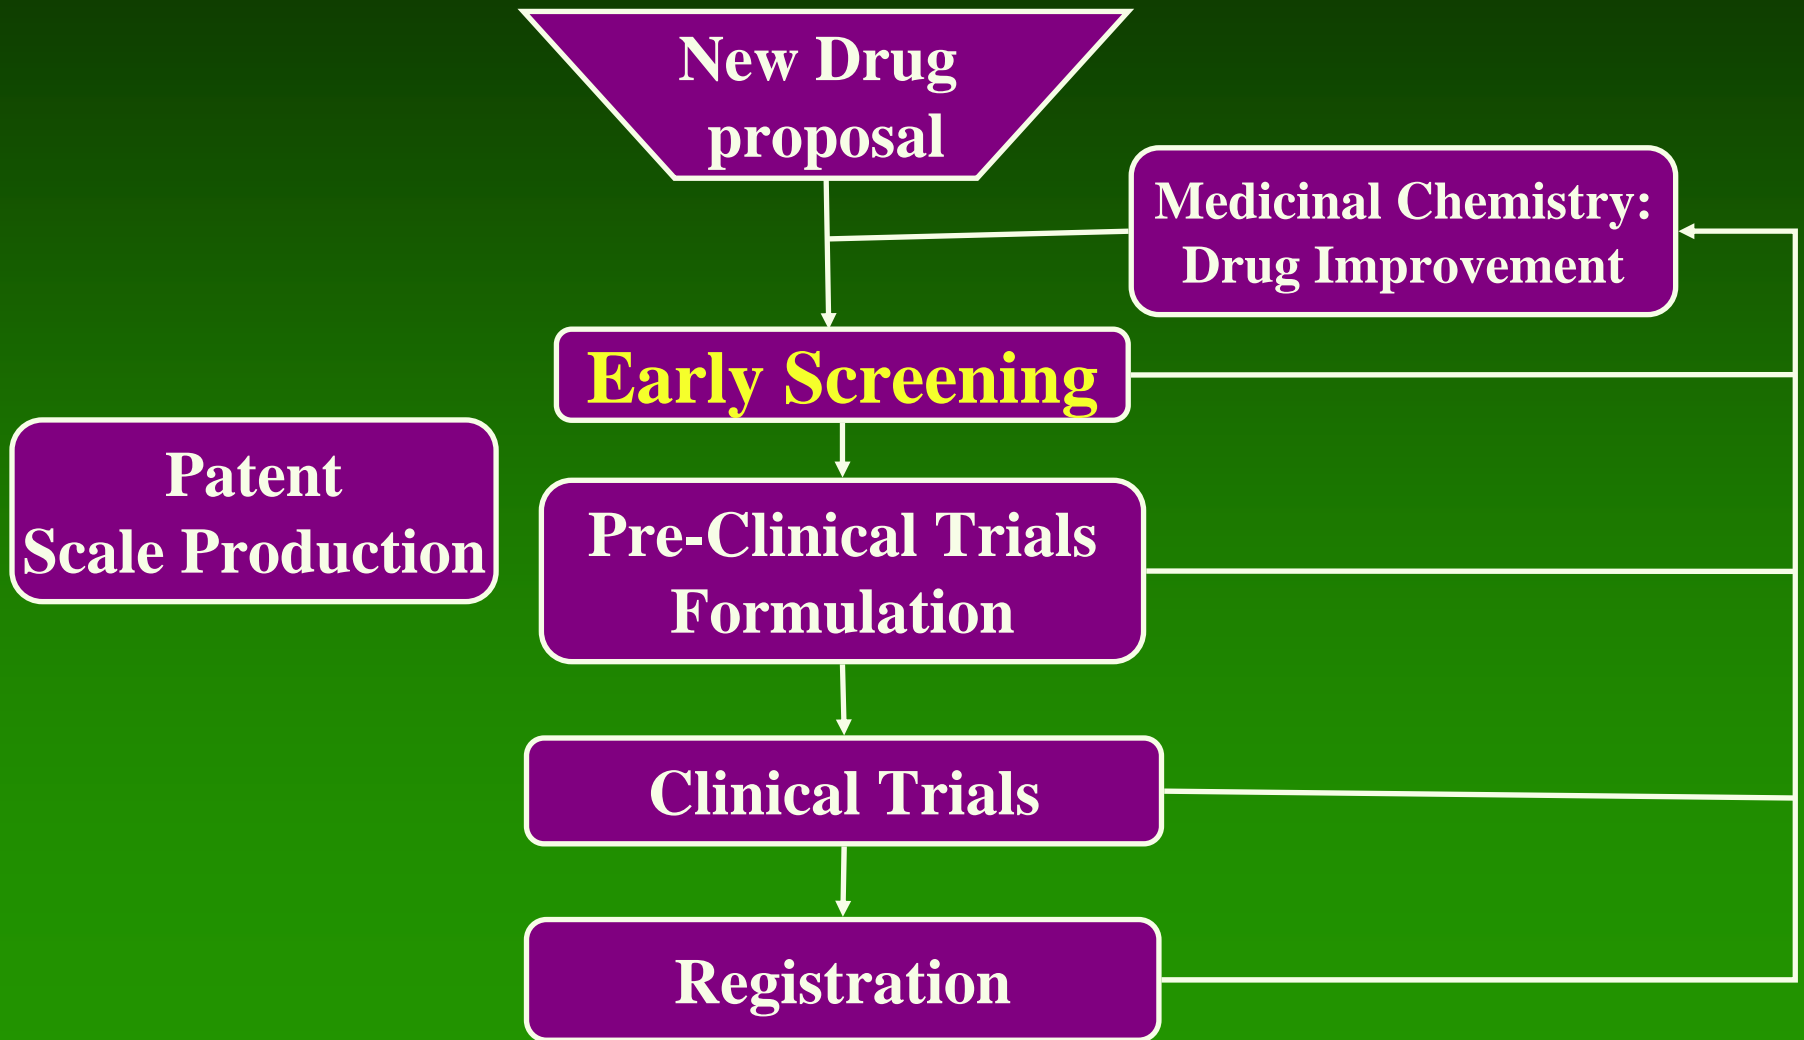 New Drug
proposal
Medicinal Chemistry:
Drug Improvement
Early Screening
Patent
Scale Production
Pre-Clinical Trials
Formulation
Clinical Trials
Registration